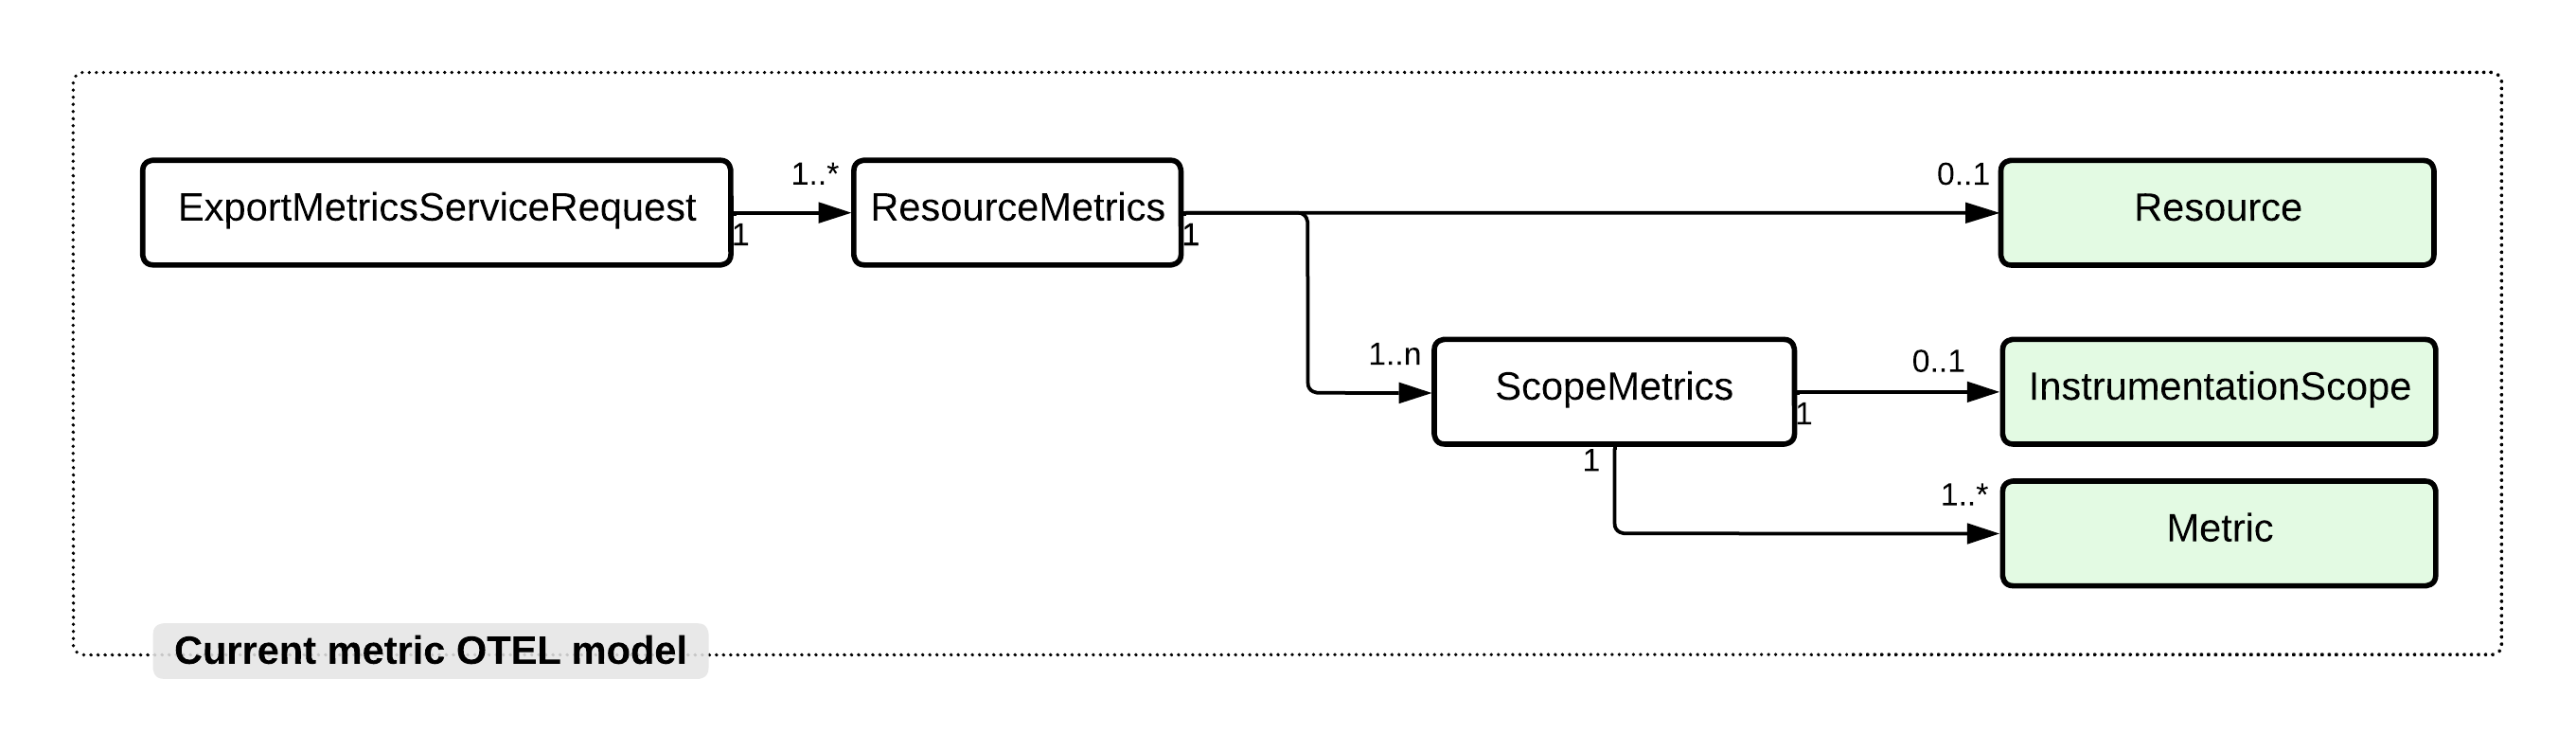 ExportMetricsServiceRequest
1
1..*
ResourceMetrics
1
0..1
Resource
1..n
ScopeMetrics
1
0..1
InstrumentationScope
1
1..*
Metric
Current metric OTEL model